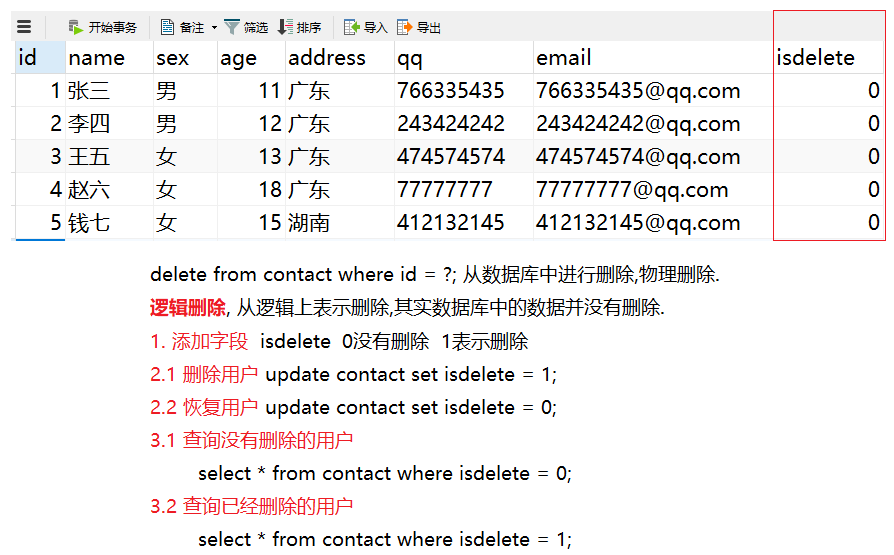 开始事务 备注 筛选 排序 导入 导出
id name sex age address qq email isdelete
1 张三 男 11 广东 766335435 766335435@qq.com 0
2 李四 男 12 广东 243424242 243424242@qq.com 0
3 王五 女 13 广东 474574574 474574574@qq.com 0
4 赵六 女 18 广东 77777777 77777777@qq.com 0
5 钱七 女 15 湖南 412132145 412132145@qq.com 0
delete from contact where id = ?; 从数据库中进行删除,物理删除.
逻辑删除, 从逻辑上表示删除,其实数据库中的数据并没有删除.
1. 添加字段 isdelete 0没有删除 1表示删除
2.1 删除用户 update contact set isdelete = 1;
2.2 恢复用户 update contact set isdelete = 0;
3.1 查询没有删除的用户
select * from contact where isdelete = 0;
3.2 查询已经删除的用户
select * from contact where isdelete = 1;